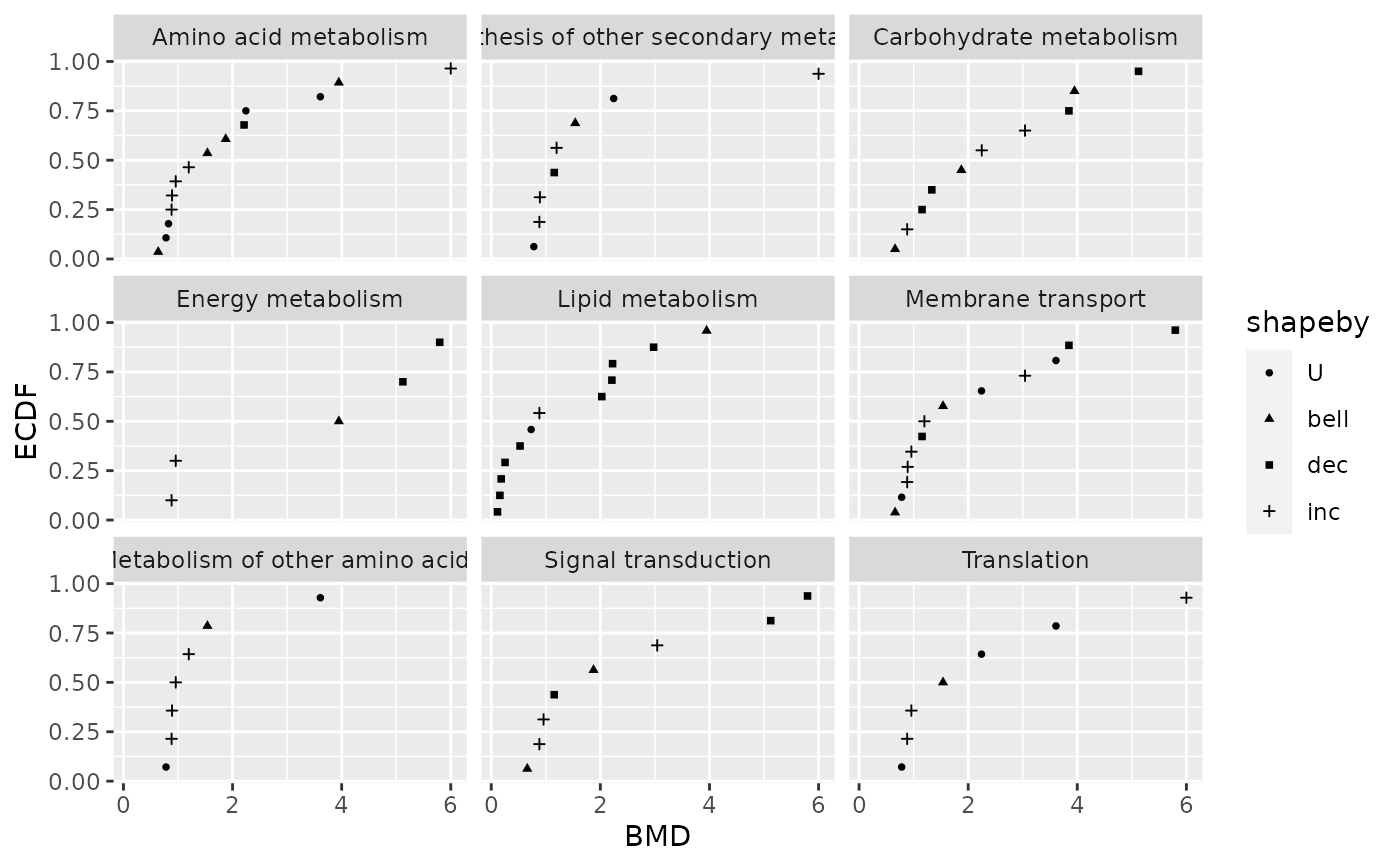 Amino acid metabolism
thesis of other secondary meta
Carbohydrate metabolism
1.00
0.75
0.50
0.25
0.00
Energy metabolism
Lipid metabolism
Membrane transport
1.00
0.75
0.50
0.25
0.00
Metabolism of other amino acid
Signal transduction
Translation
1.00
0.75
0.50
0.25
0.00
0 2 4 6
0 2 4 6
0 2 4 6
BMD
ECDF
shapeby
U
bell
dec
inc